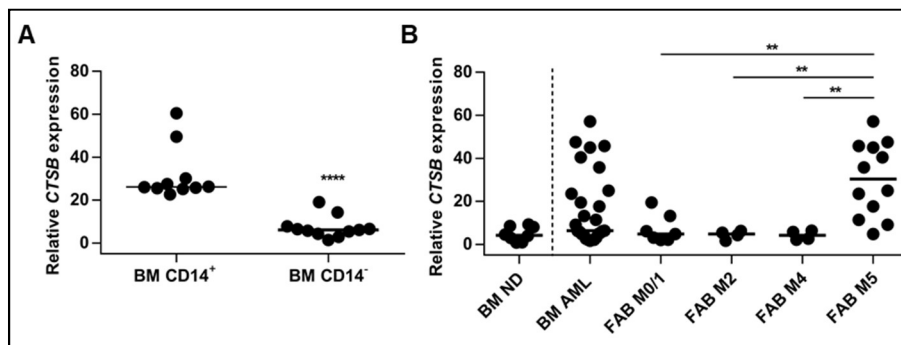 A
Relative CTSB expression
80
60
40
20
0
****
BM CD14⁺
BM CD14⁻
B
Relative CTSB expression
80
60
40
20
0
**
**
**
BM ND
BM AML
FAB M0/1
FAB M2
FAB M4
FAB M5